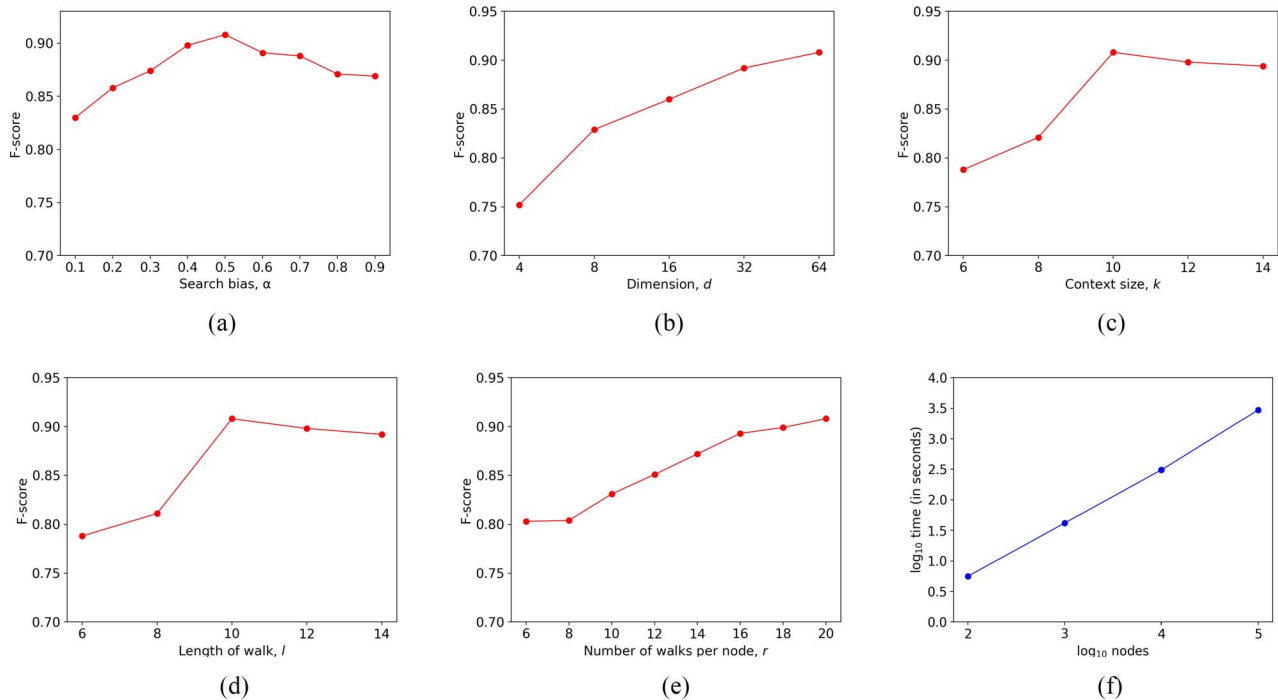 0.90
0.85
0.80
0.75
0.70
F-score
0.1 0.2 0.3 0.4 0.5 0.6 0.7 0.8 0.9
Search bias, α
(a)
0.95
0.90
0.85
0.80
0.75
0.70
F-score
4 8 16 32 64
Dimension, d
(b)
0.95
0.90
0.85
0.80
0.75
0.70
F-score
6 8 10 12 14
Context size, k
(c)
0.95
0.90
0.85
0.80
0.75
0.70
F-score
6 8 10 12 14
Length of walk, l
(d)
0.95
0.90
0.85
0.80
0.75
0.70
F-score
6 8 10 12 14 16 18 20
Number of walks per node, r
(e)
4.0
3.5
3.0
2.5
2.0
1.5
1.0
0.5
0.0
log₁₀ time (in seconds)
2 3 4 5
log₁₀ nodes
(f)